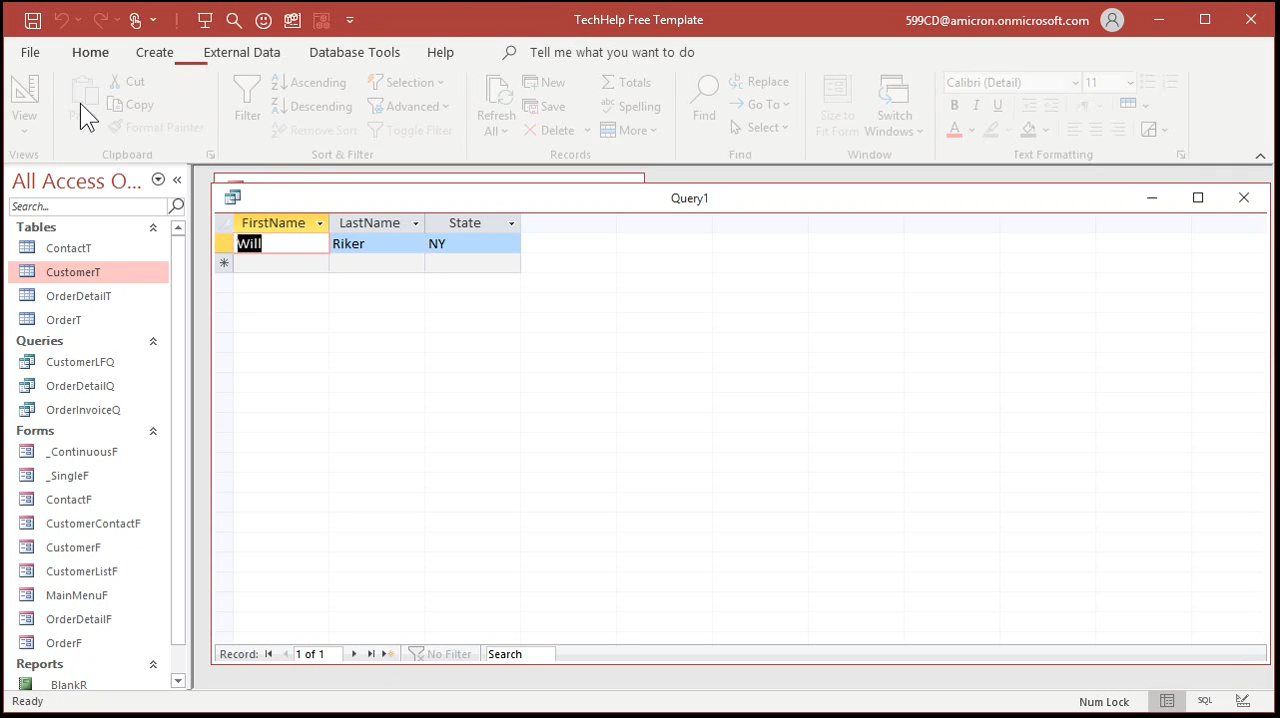 TechHelp Free Template
599CD@amicron.onmicrosoft.com
File Home Create External Data Database Tools Help Tell me what you want to do
View
Views
Cut
Copy
Format Painter
Clipboard
Filter
Ascending
Descending
Remove Sort
Selection
Advanced
Toggle Filter
Sort & Filter
Refresh
All
New
Save
Delete
Totals
Spelling
More
Records
Find
Replace
Go To
Select
Find
Size to
Switch
Windows
Window
Calibri (Detail) 11
B I U
A
Text Formatting
All Access O...
Search...
Tables
ContactT
CustomerT
OrderDetailT
OrderT
Queries
CustomerLFQ
OrderDetailQ
OrderInvoiceQ
Forms
_ContinuousF
_SingleF
ContactF
CustomerContactF
CustomerF
CustomerListF
MainMenuF
OrderDetailF
OrderF
Reports
BlankR
Query1
FirstName LastName State
Will Riker NY
Record: 1 of 1 No Filter Search
Ready
Num Lock SQL